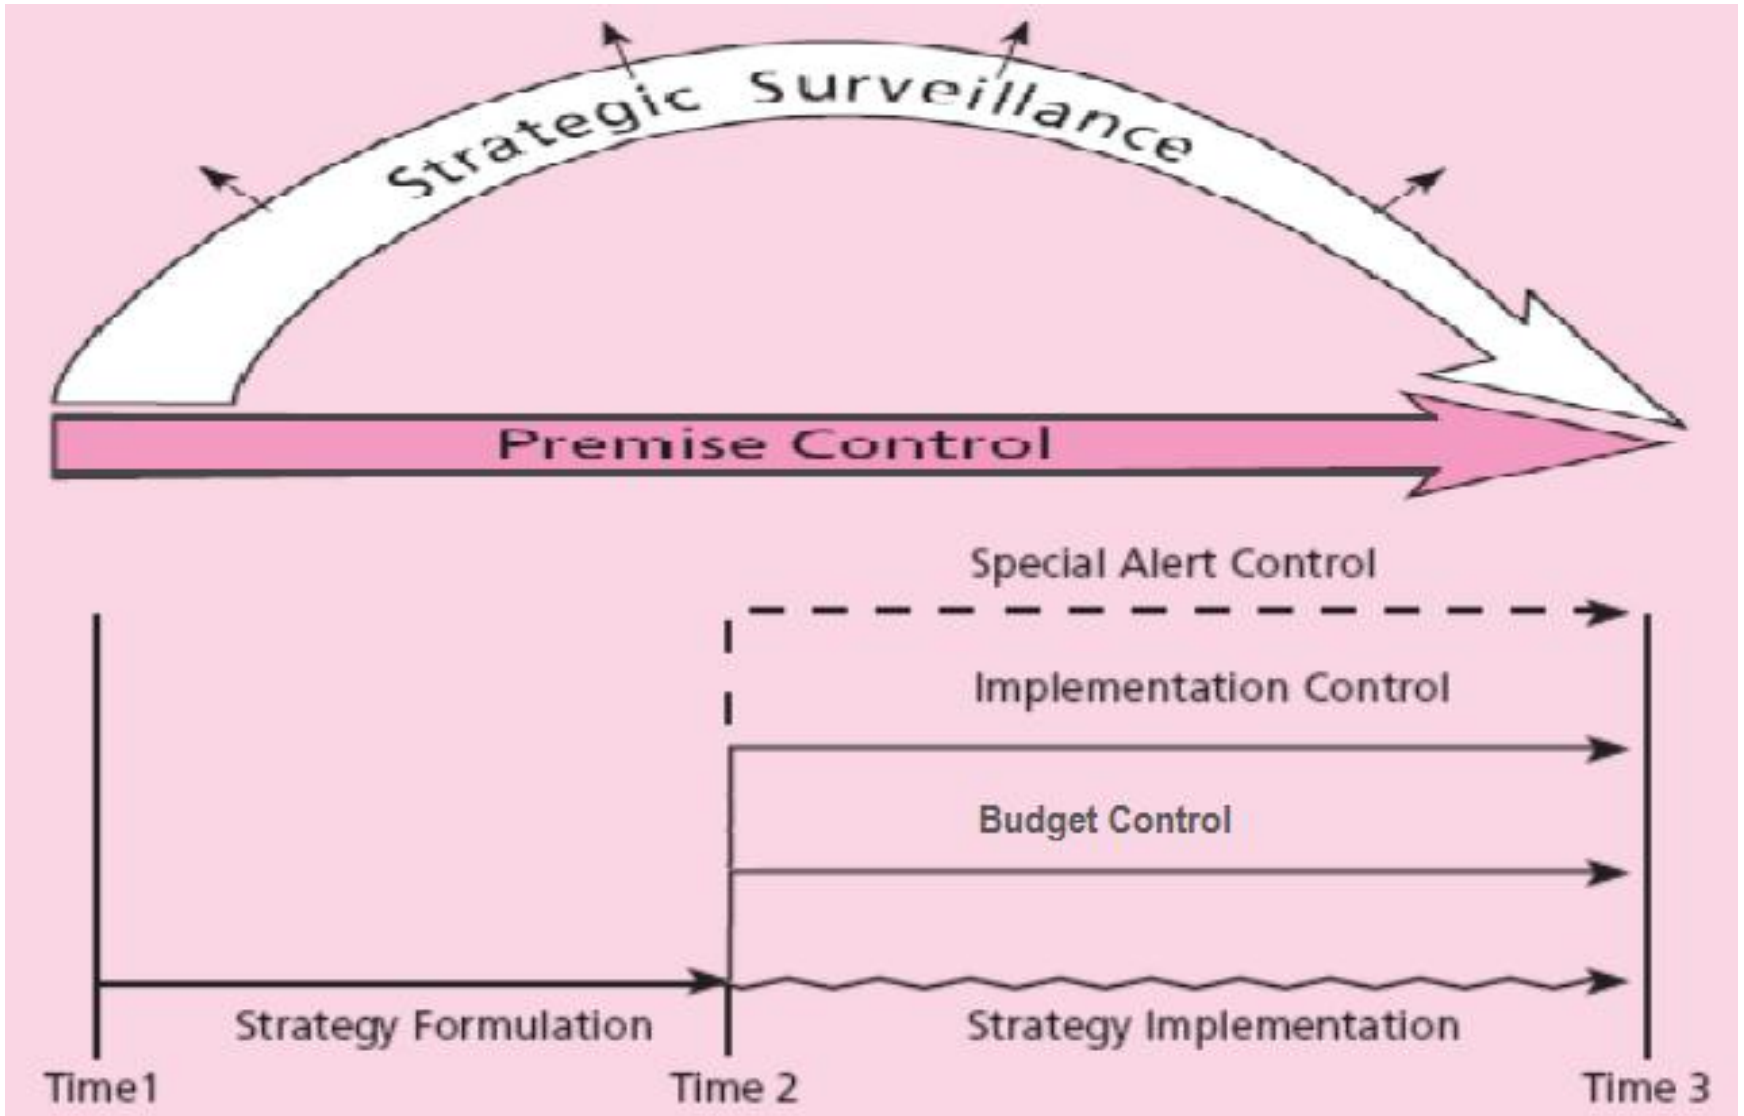 Strategic Surveillance
Premise Control
Special Alert Control
Implementation Control
Budget Control
Strategy Formulation
Strategy Implementation
Time1
Time 2
Time 3